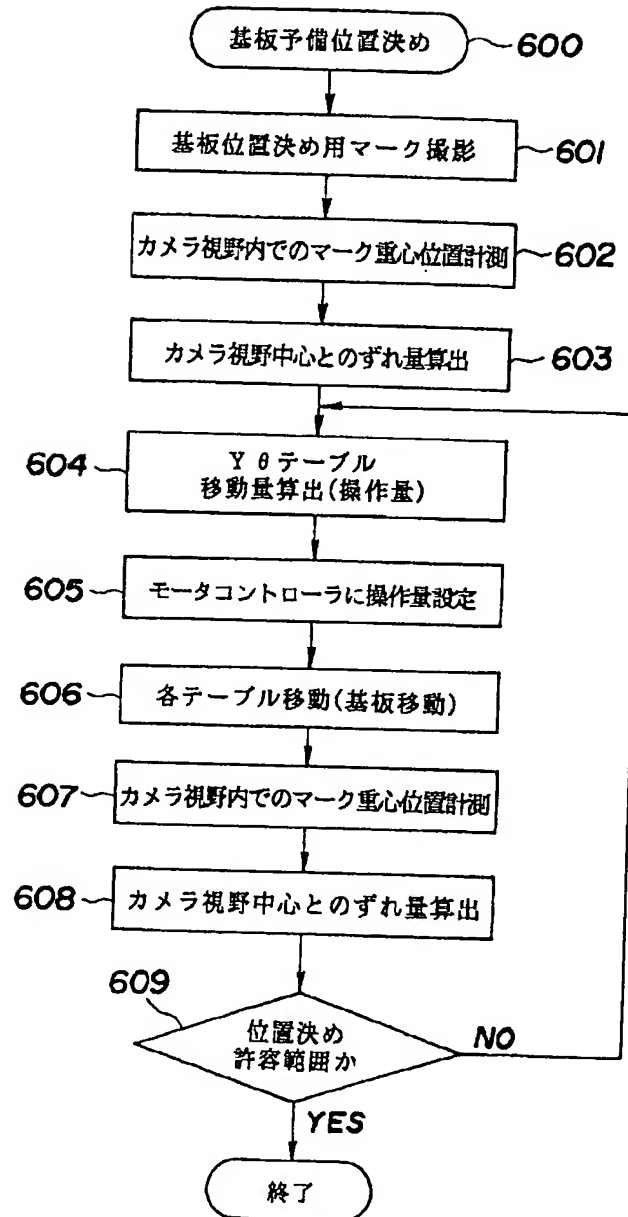 基板予備位置決め
600
基板位置決め用マーク撮影
601
カメラ視野内でのマーク重心位置計測
602
カメラ視野中心とのずれ量算出
603
604
Yθテーブル
移動量算出(操作量)
605
モータコントローラに操作量設定
606
各テーブル移動(基板移動)
607
カメラ視野内でのマーク重心位置計測
608
カメラ視野中心とのずれ量算出
609
位置決め
許容範囲か
NO
YES
終了